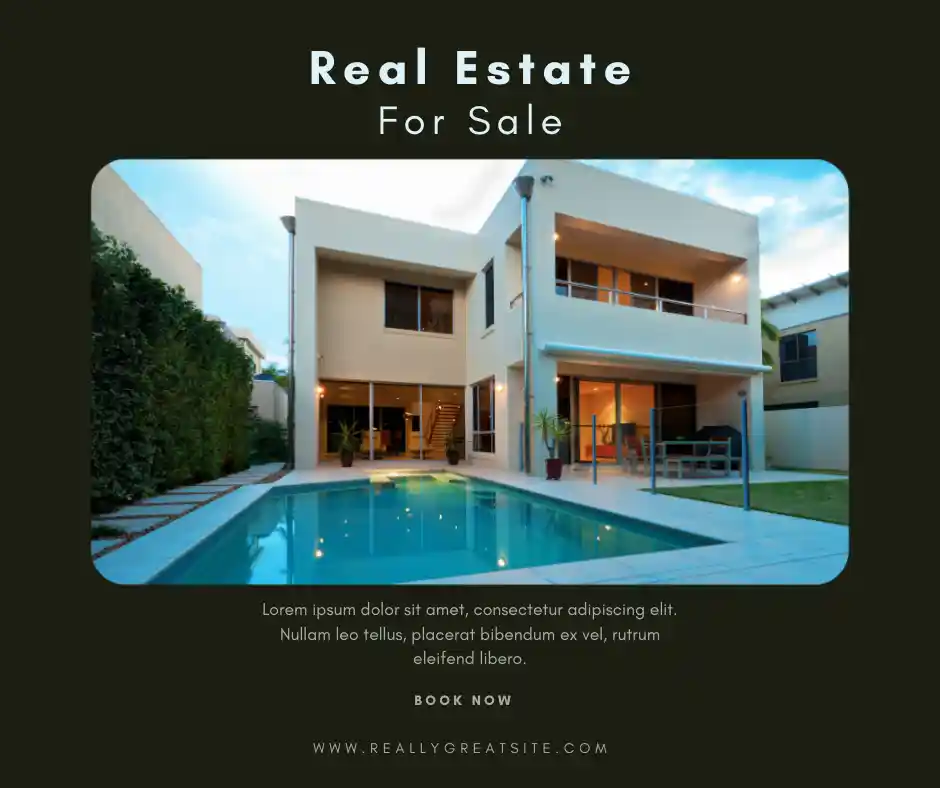 Real Estate
For Sale
Lorem ipsum dolor sit amet, consectetur adipiscing elit.
Nullam leo tellus, placerat bibendum ex vel, rutrum
eleifend libero.
BOOK NOW
WWW.REALLYGREATSITE.COM